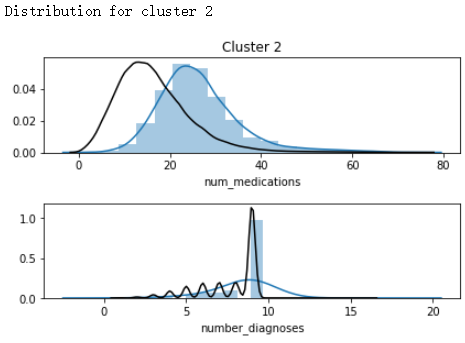 Distribution for cluster 2
Cluster 2
0.04
0.02
0.00
0 20 40 60 80
num_medications
1.0
0.5
0.0
0 5 10 15 20
number_diagnoses